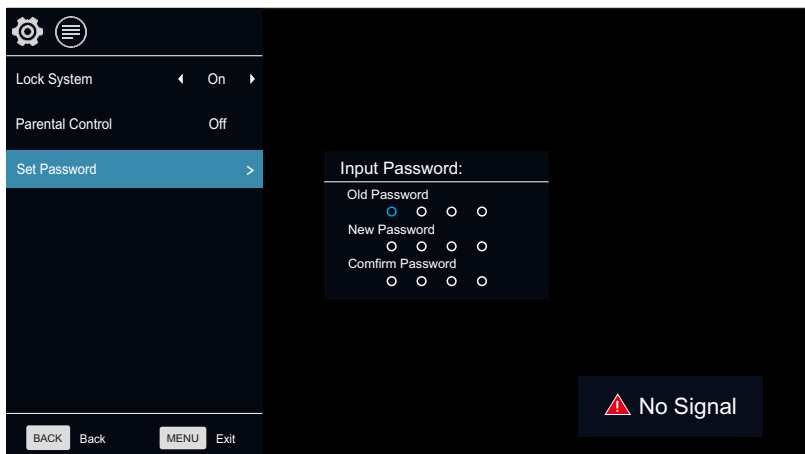 Lock System On
Parental Control Off
Set Password >
Input Password:
Old Password
New Password
Comfirm Password
No Signal
BACK Back MENU Exit